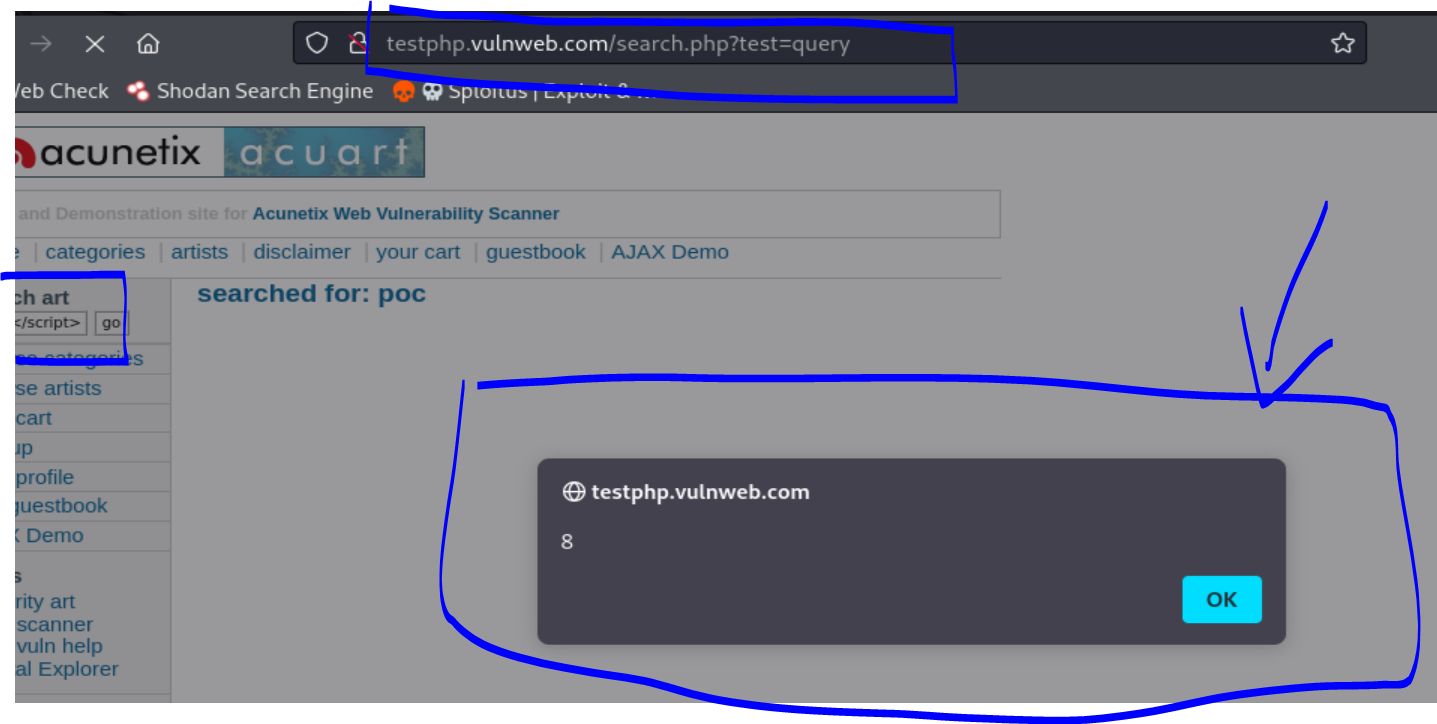 testphp.vulnweb.com/search.php?test=query
eb Check Shodan Search Engine Sploitus | Exploit &
acunetix acuart
and Demonstration site for Acunetix Web Vulnerability Scanner
e | categories | artists | disclaimer | your cart | guestbook | AJAX Demo
ch art
searched for: poc
</script> go
se categories
se artists
cart
up
profile
guestbook
X Demo
s
rity art
scanner
vuln help
al Explorer
testphp.vulnweb.com
8
OK